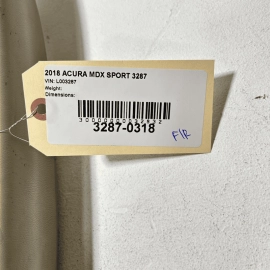 2018 ACURA MDX SPORT 3287
VIN: L003287
Weight:
Dimensions:
3287-0318
F/R